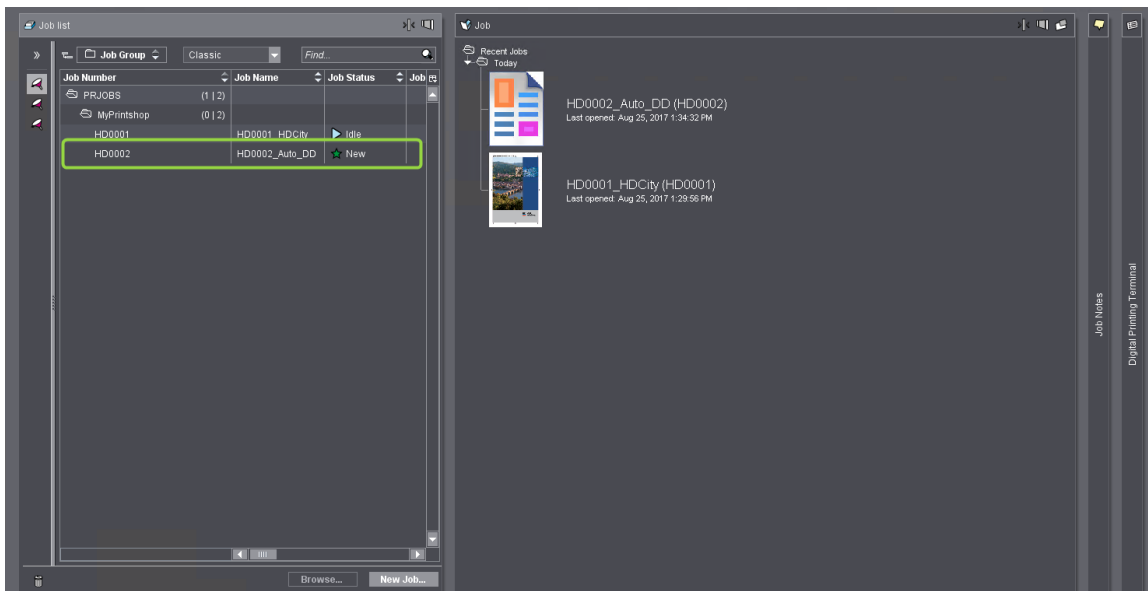 Job list
Job Group
Classic
Find...
Job Number
Job Name
Job Status
Job
PRJOBS
(1 | 2)
MyPrintshop
(0 | 2)
HD0001
HD0001_HDCity
Idle
HD0002
HD0002_Auto_DD
New
Browse...
New Job...
Job
Recent Jobs
Today
HD0002_Auto_DD (HD0002)
Last opened: Aug 25, 2017 1:34:32 PM
HD0001_HDCity (HD0001)
Last opened: Aug 25, 2017 1:29:56 PM
Job Notes
Digital Printing Terminal